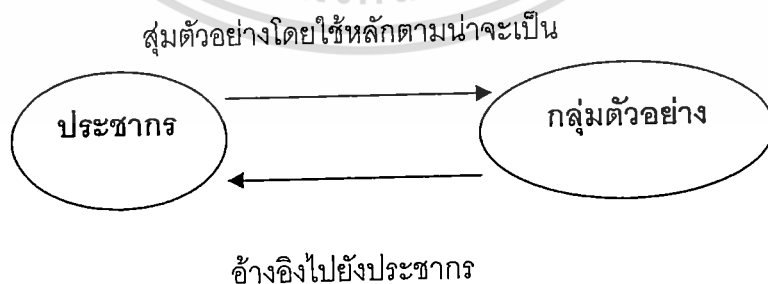 สุ่มตัวอย่างโดยใช้หลักตามน่าจะเป็น
ประชากร
กลุ่มตัวอย่าง
อ้างอิงไปยังประชากร